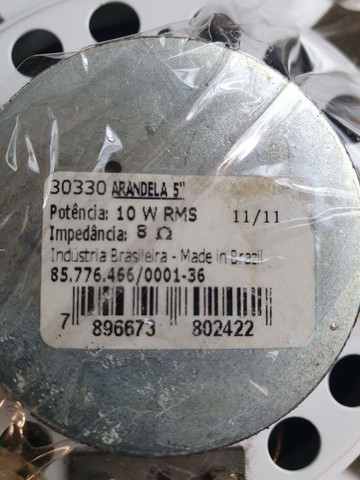 30330 ARANDELA 5"
Potência: 10 W RMS 11/11
Impedância: 8 Ω
Indústria Brasileira - Made in Brazil
85.776.466/0001-36
7 896673 802422